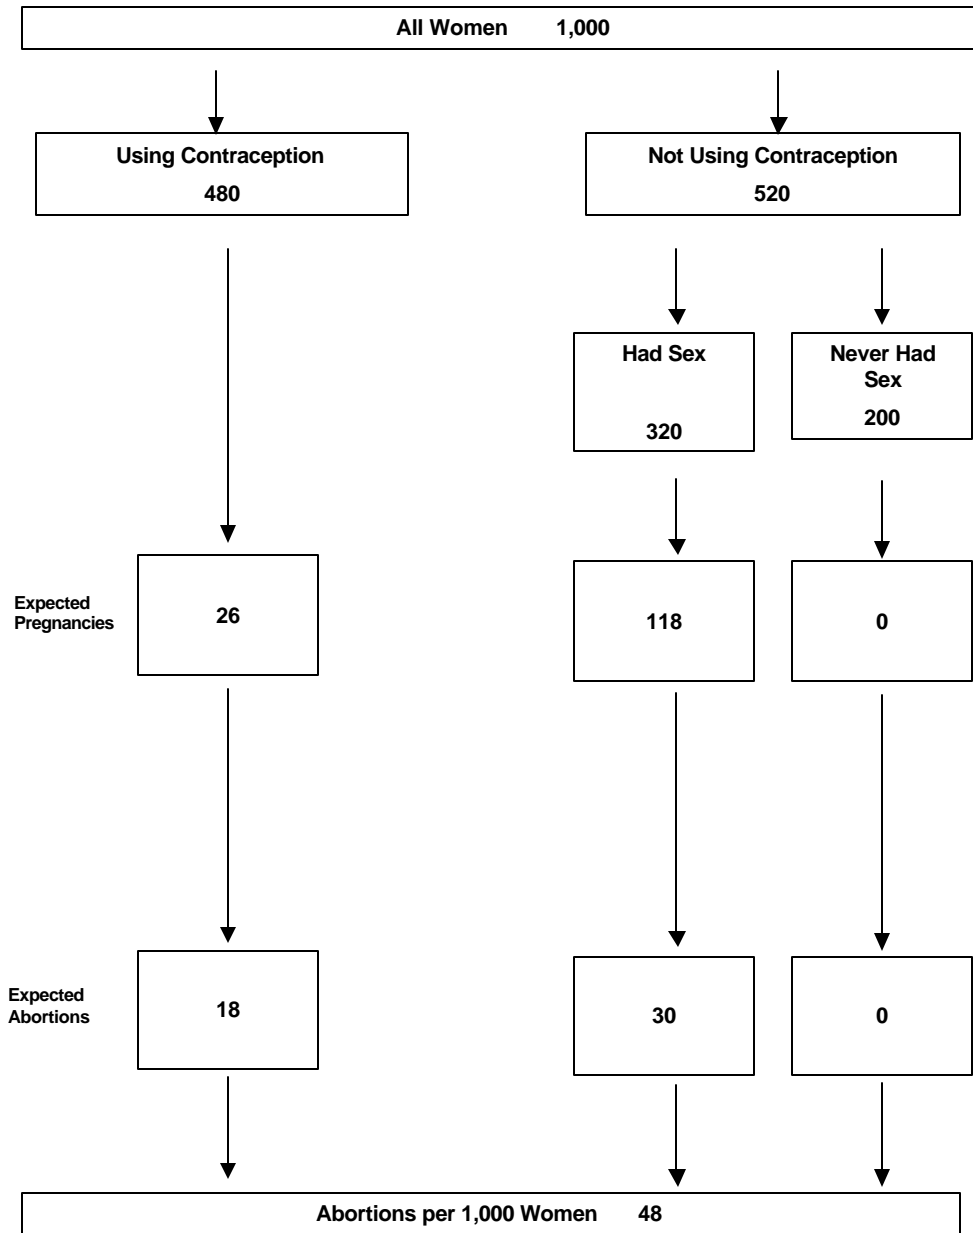 All Women 1,000
Using Contraception
480
Not Using Contraception
520
Had Sex
320
Never Had
Sex
200
Expected
Pregnancies
26
118
0
Expected
Abortions
18
30
0
Abortions per 1,000 Women 48